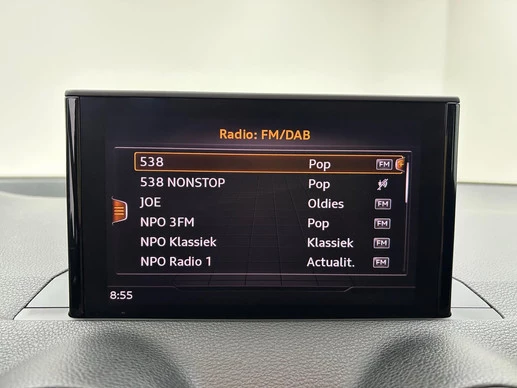 Radio: FM/DAB
538 Pop FM
538 NONSTOP Pop
JOE Oldies FM
NPO 3FM Pop FM
NPO Klassiek Klassiek FM
NPO Radio 1 Actualit. FM
8:55